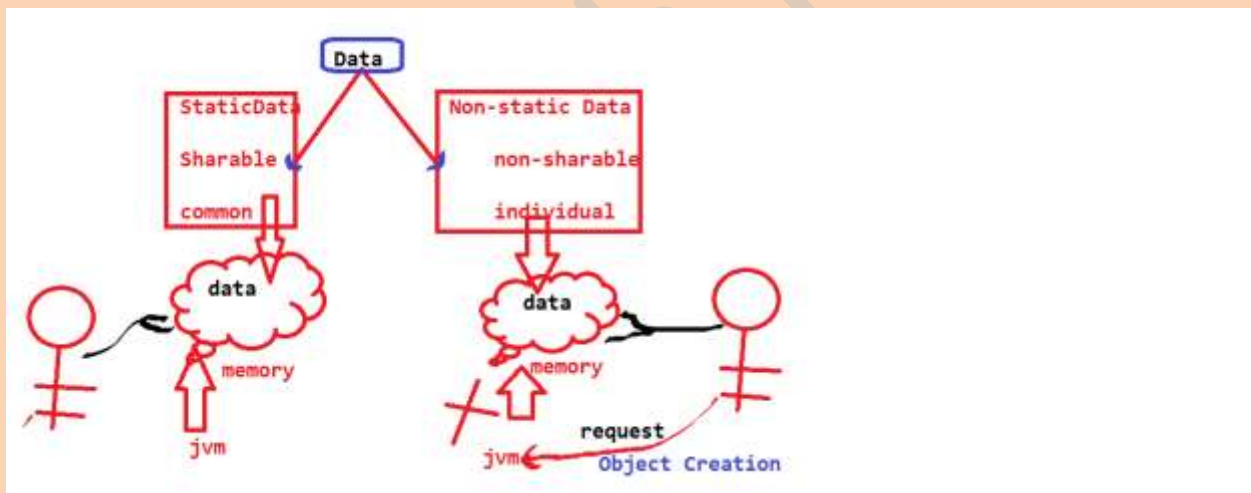 Data
StaticData
Sharable
common
Non-static Data
non-sharable
individual
data
memory
jvm
data
memory
request
jvm
Object Creation